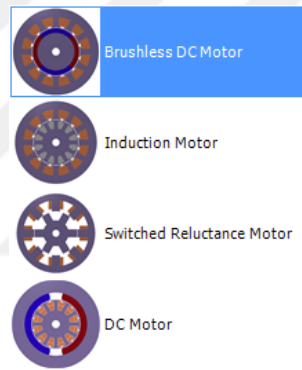 Brushless DC Motor
Induction Motor
Switched Reluctance Motor
DC Motor